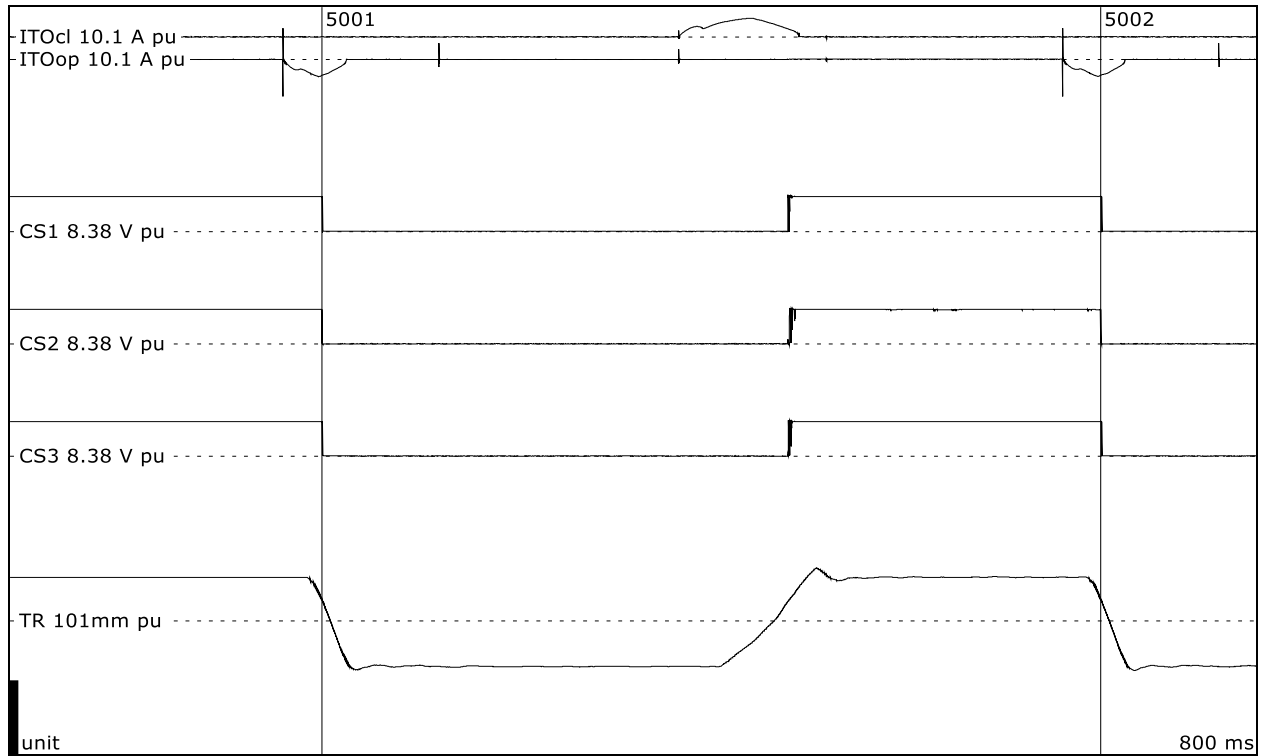 5001
5002
ITOcl 10.1 A pu
ITOop 10.1 A pu
CS1 8.38 V pu
CS2 8.38 V pu
CS3 8.38 V pu
TR 101mm pu
unit
800 ms